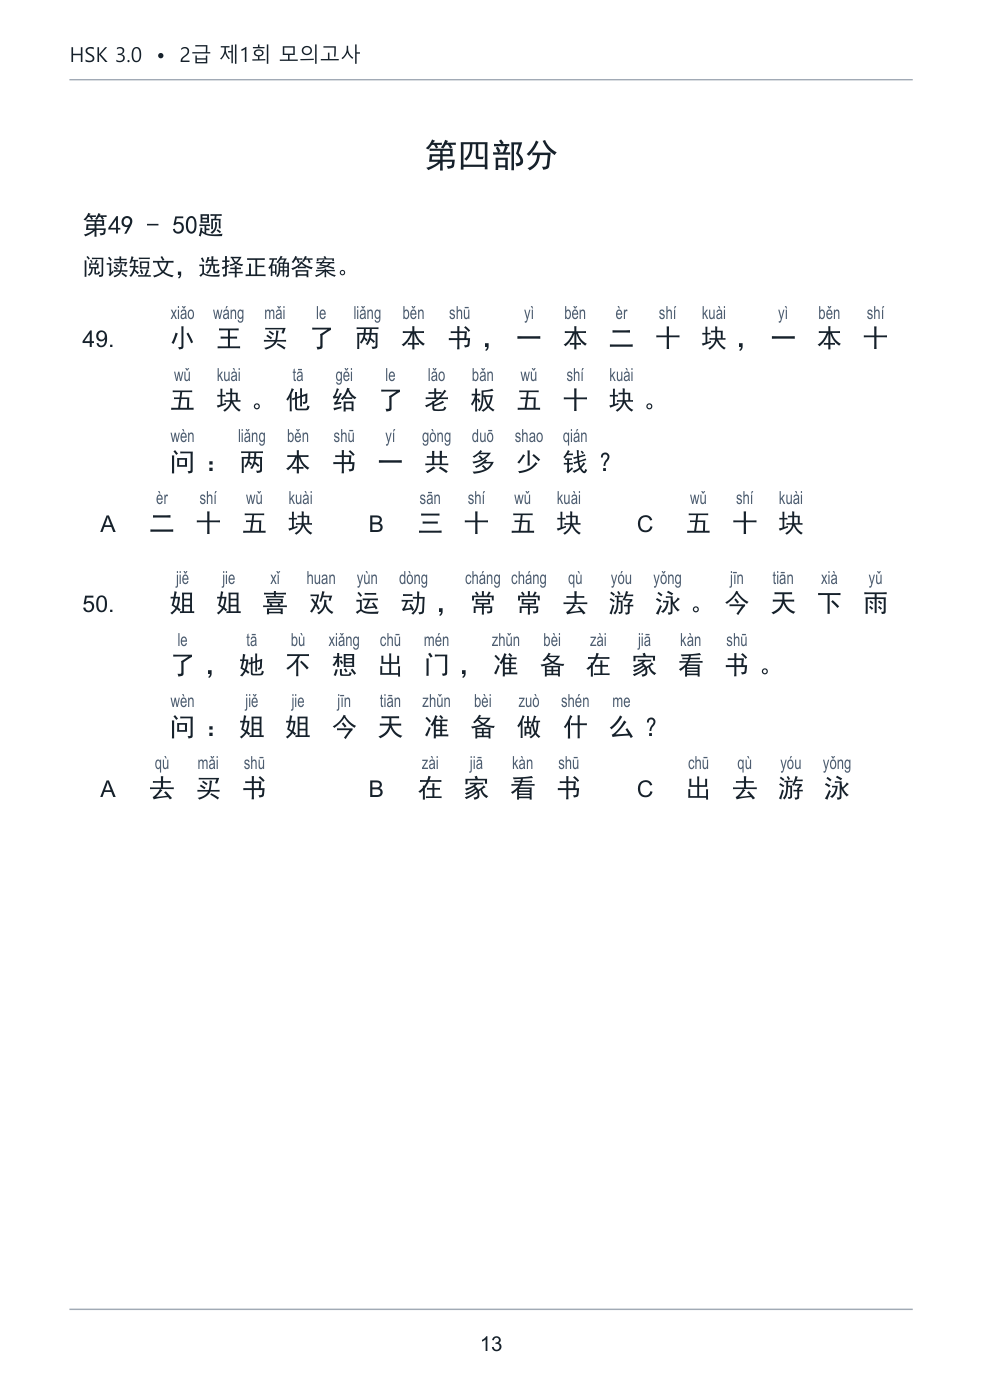 HSK 3.0 • 2급 제1회 모의고사
第四部分
第49 – 50题
阅读短文，选择正确答案。
xiǎo wáng mǎi le liǎng běn shū yì běn èr shí kuài yì běn shí
49. 小王买了两本书，一本二十块，一本十
wǔ kuài tā gěi le lǎo bǎn wǔ shí kuài
五块。他给了老板五十块。
wèn liǎng běn shū yí gòng duō shao qián
问：两本书一共多少钱？
èr shí wǔ kuài sān shí wǔ kuài wǔ shí kuài
A 二十五块 B 三十五块 C 五十块
jiě jie xǐ huan yùn dòng cháng cháng qù yóu yǒng jīn tiān xià yǔ
50. 姐姐喜欢运动，常常去游泳。今天下雨
le tā bù xiǎng chū mén zhǔn bèi zài jiā kàn shū
了，她不想出门，准备在家看书。
wèn jiě jie jīn tiān zhǔn bèi zuò shén me
问：姐姐今天准备做什么？
qù mǎi shū zài jiā kàn shū chū qù yóu yǒng
A 去买书 B 在家看书 C 出去游泳
13